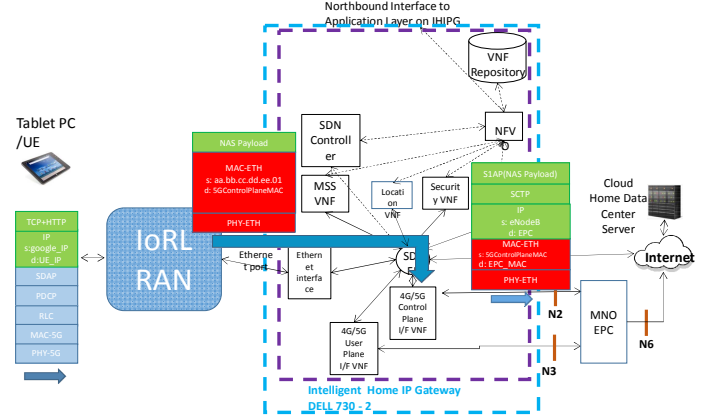 Northbound Interface to
Application Layer on IHIPG
VNF
Repository
Tablet PC
/UE
SDN
Controll
er
NFV
O
NAS Payload
MAC-ETH
s: aa.bb.cc.dd.ee.01
d: 5GControlPlaneMAC
PHY-ETH
MSS
VNF
Locati
on VNF
Securit
y VNF
S1AP(NAS Payload)
SCTP
IP
s: eNodeB
d: EPC
MAC-ETH
s: 5GControlPlaneMAC
d: EPC_MAC
PHY-ETH
Cloud
Home Data
Center
Server
TCP+HTTP
IP
s:google_IP
d:UE_IP
SDAP
PDCP
RLC
MAC-5G
PHY-5G
IoRL
RAN
Etherne
t port
Ethern
et
interfa
ce
SD
Internet
4G/5G
Control
Plane
I/F VNF
4G/5G
User
Plane
I/F VNF
N2
MNO
EPC
N6
N3
Intelligent Home IP Gateway
DELL 730 - 2